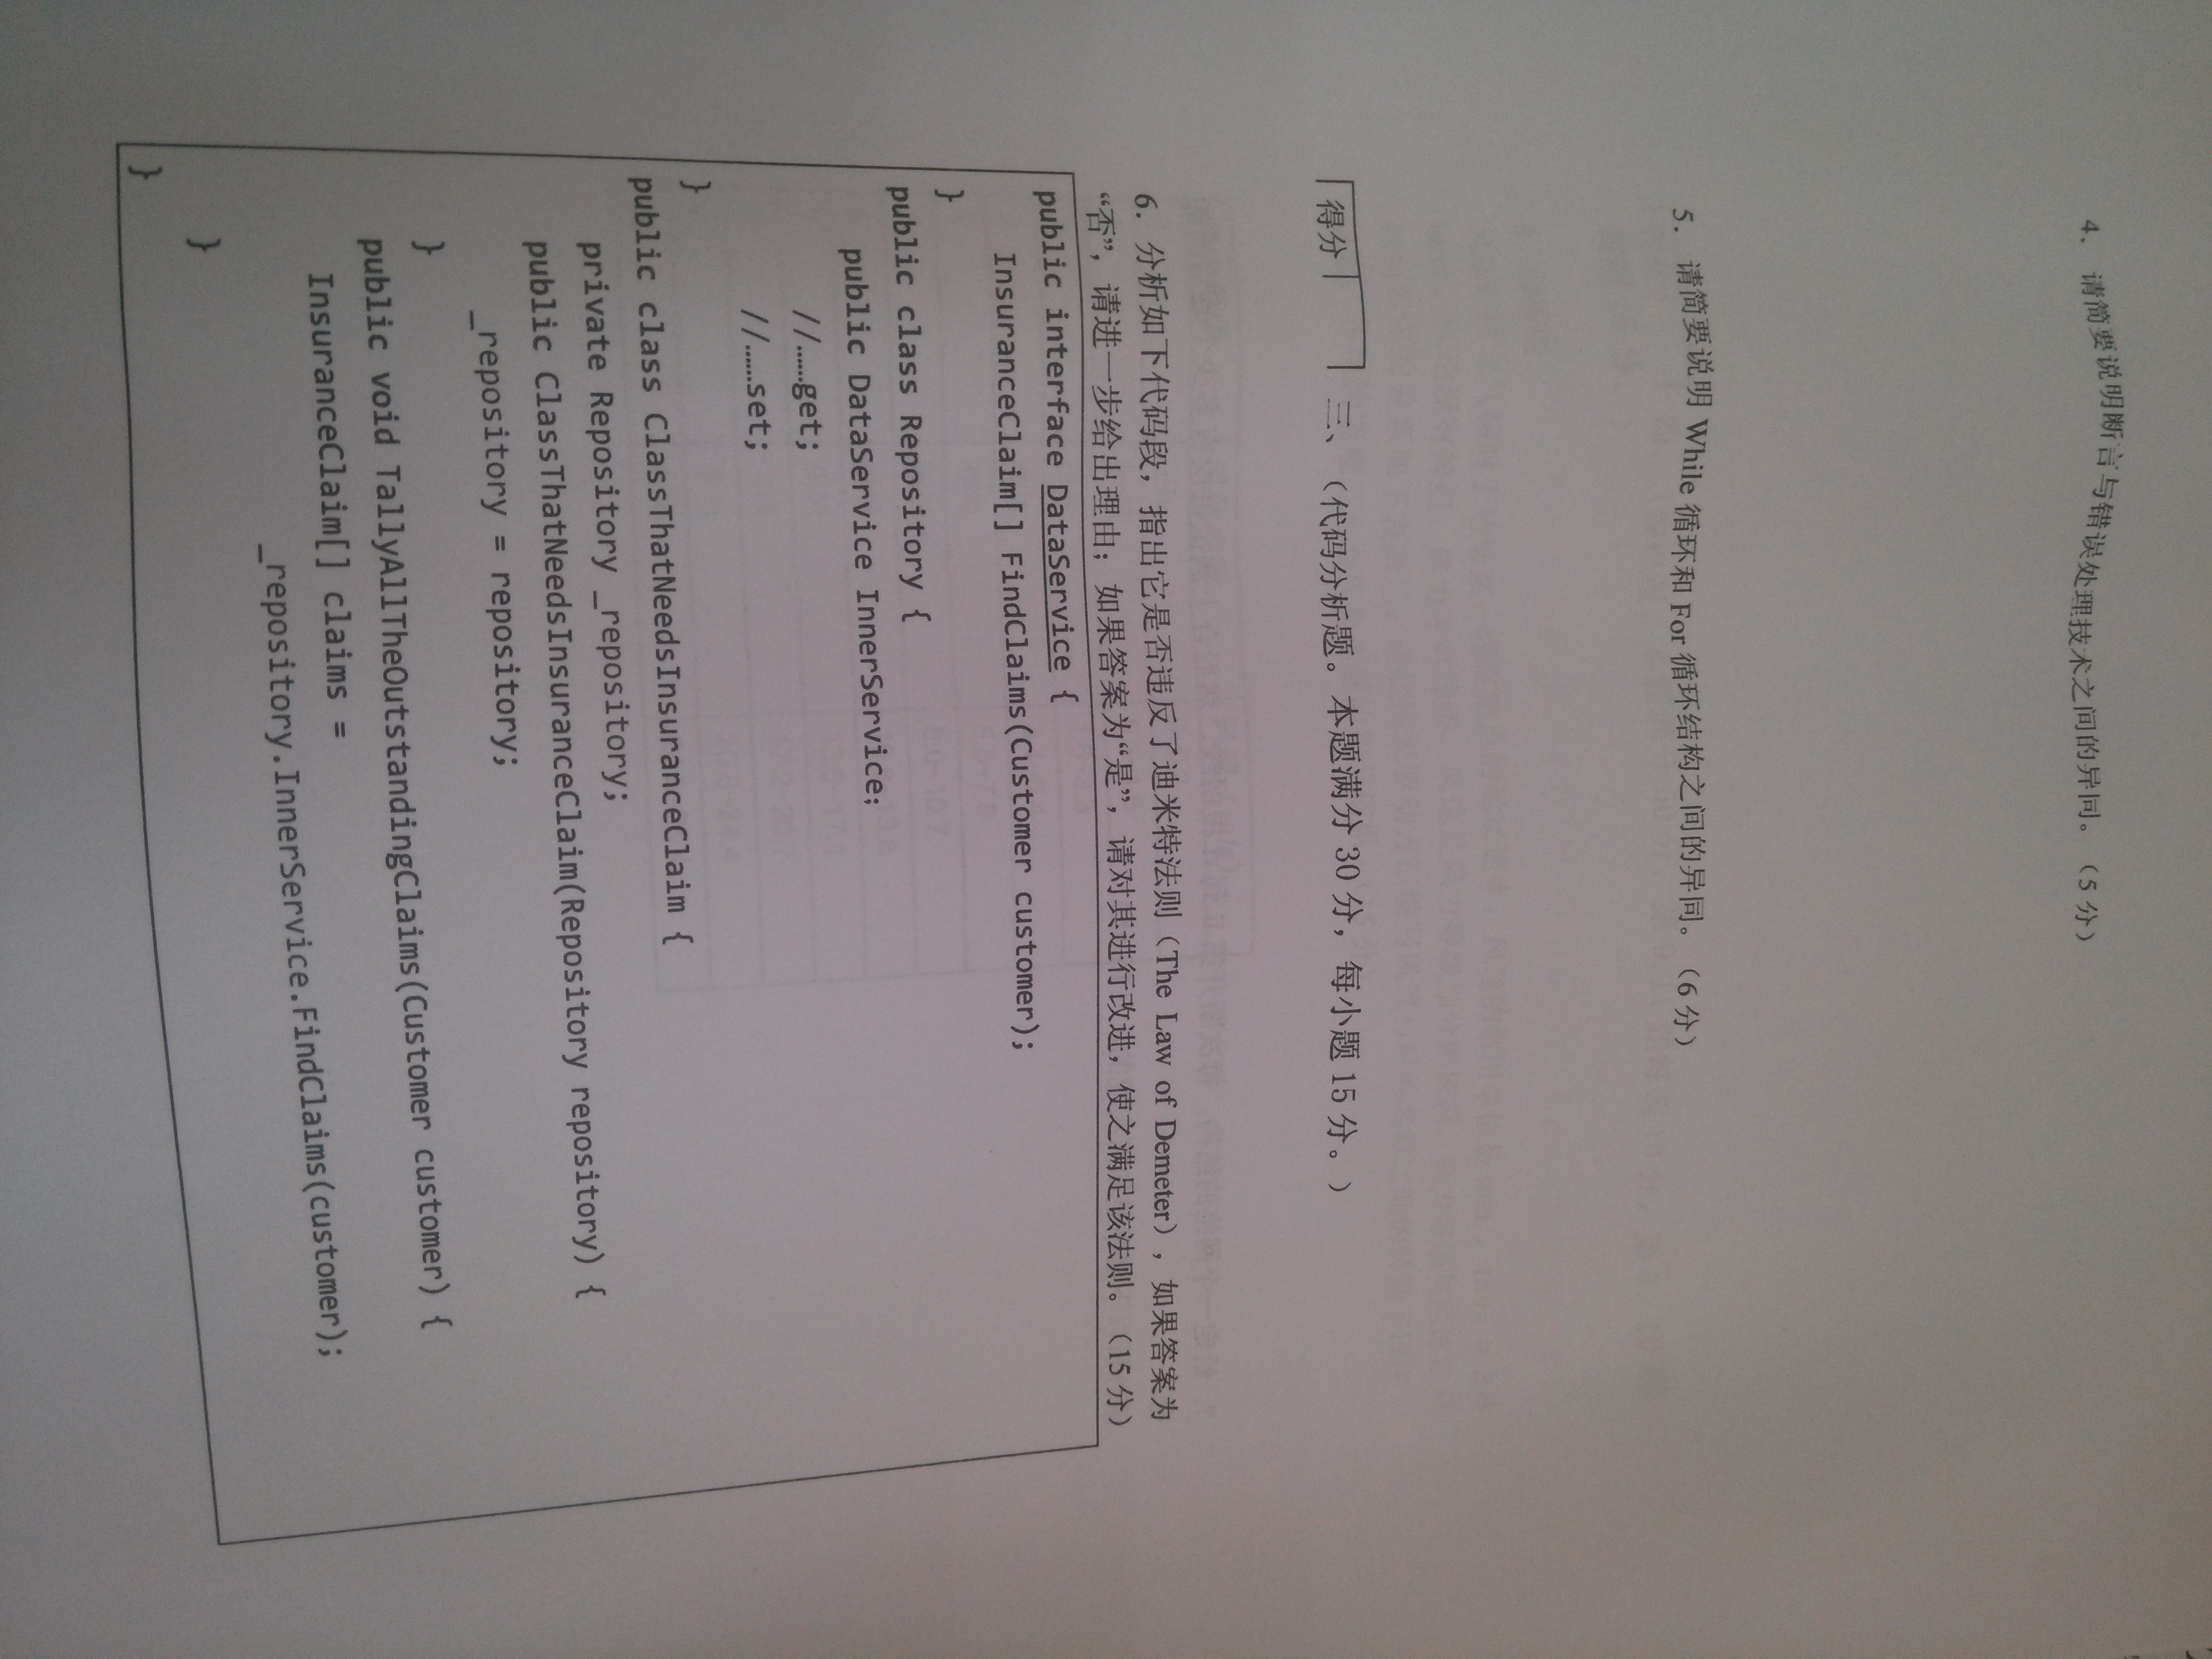 4. 请简要说明断言与错误处理技术之间的异同。（5 分）
5. 请简要说明 While 循环和 For 循环结构之间的异同。（6 分）
得分
三、（代码分析题。本题满分 30 分，每小题 15 分。）
6. 分析如下代码段，指出它是否违反了迪米特法则（The Law of Demeter），如果答案为
“否”，请进一步给出理由；如果答案为“是”，请对其进行改进，使之满足该法则。（15 分）
public interface DataService {
InsuranceClaim[] FindClaims(Customer customer);
}
public class Repository {
public DataService InnerService;
//……get;
//……set;
}
public class ClassThatNeedsInsuranceClaim {
private Repository _repository;
public ClassThatNeedsInsuranceClaim(Repository repository) {
_repository = repository;
}
public void TallyAllTheOutstandingClaims(Customer customer) {
InsuranceClaim[] claims =
_repository.InnerService.FindClaims(customer);
}
}